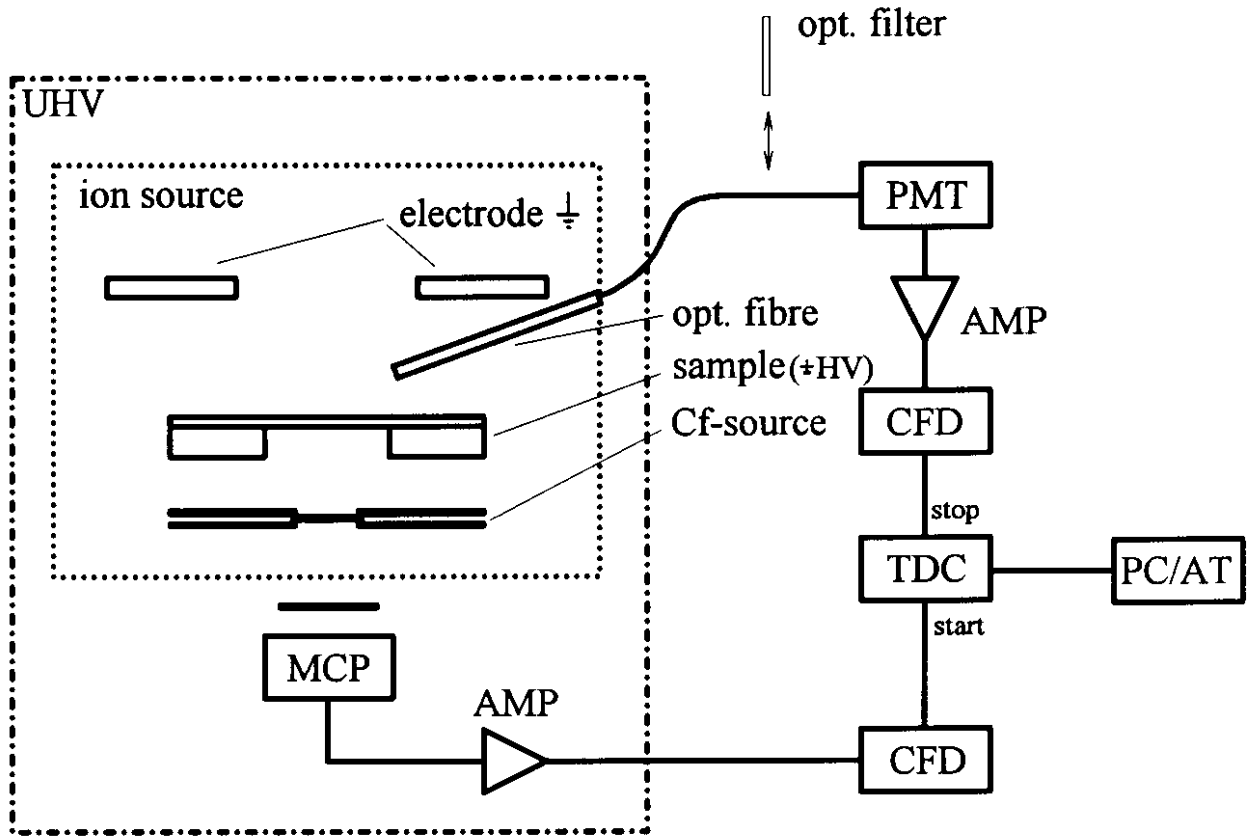 opt. filter
UHV
ion source
electrode
PMT
AMP
opt. fibre
sample (+HV)
Cf-source
CFD
stop
TDC
PC/AT
start
MCP
AMP
CFD